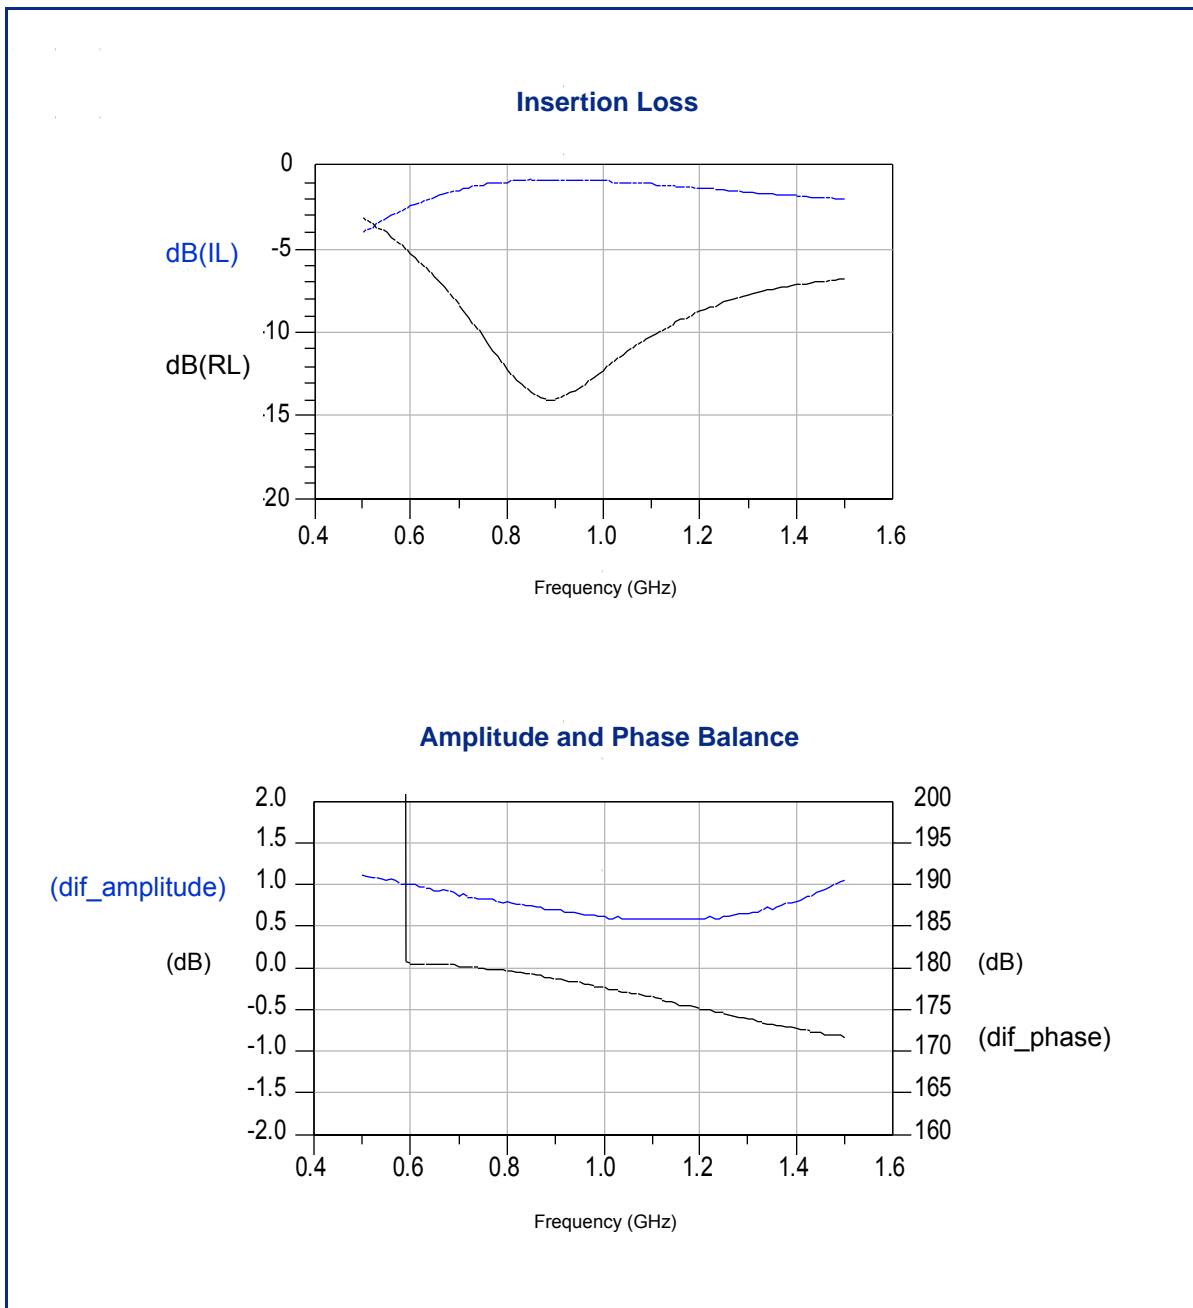 Insertion Loss
0
-5
-10
-15
-20
dB(IL)
dB(RL)
0.4 0.6 0.8 1.0 1.2 1.4 1.6
Frequency (GHz)
Amplitude and Phase Balance
2.0
1.5
1.0
0.5
0.0
-0.5
-1.0
-1.5
-2.0
(dif_amplitude)
(dB)
200
195
190
185
180
175
170
165
160
(dB)
(dif_phase)
0.4 0.6 0.8 1.0 1.2 1.4 1.6
Frequency (GHz)